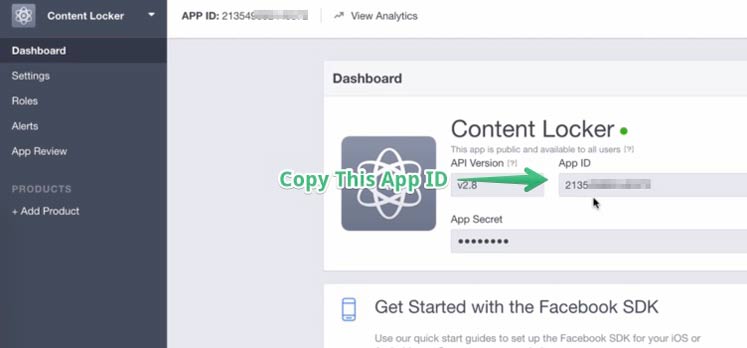 Content Locker
APP ID:
View Analytics
Dashboard
Settings
Roles
Alerts
App Review
PRODUCTS
+ Add Product
Dashboard
Content Locker
This app is public and available to all users [?]
API Version [?]
App ID
Copy This App ID
v2.8
2135
App Secret
••••••••
Get Started with the Facebook SDK
Use our quick start guides to set up the Facebook SDK for your iOS or